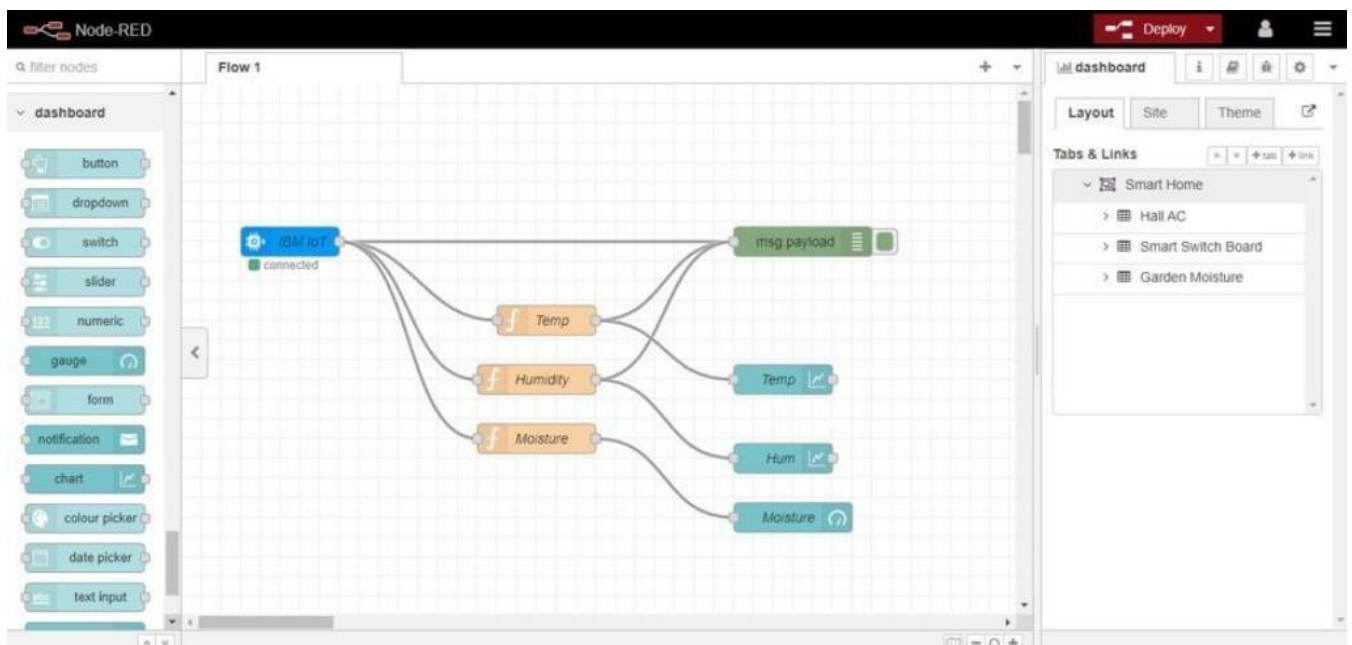 Node-RED
Deploy
filter nodes
Flow 1
dashboard
Layout
Site
Theme
Tabs & Links
+ tab
+ link
Smart Home
Hall AC
Smart Switch Board
Garden Moisture
dashboard
button
dropdown
switch
slider
numeric
gauge
form
notification
chart
colour picker
date picker
text input
IBM IoT
connected
msg.payload
Temp
Humidity
Moisture
Temp
Hum
Moisture